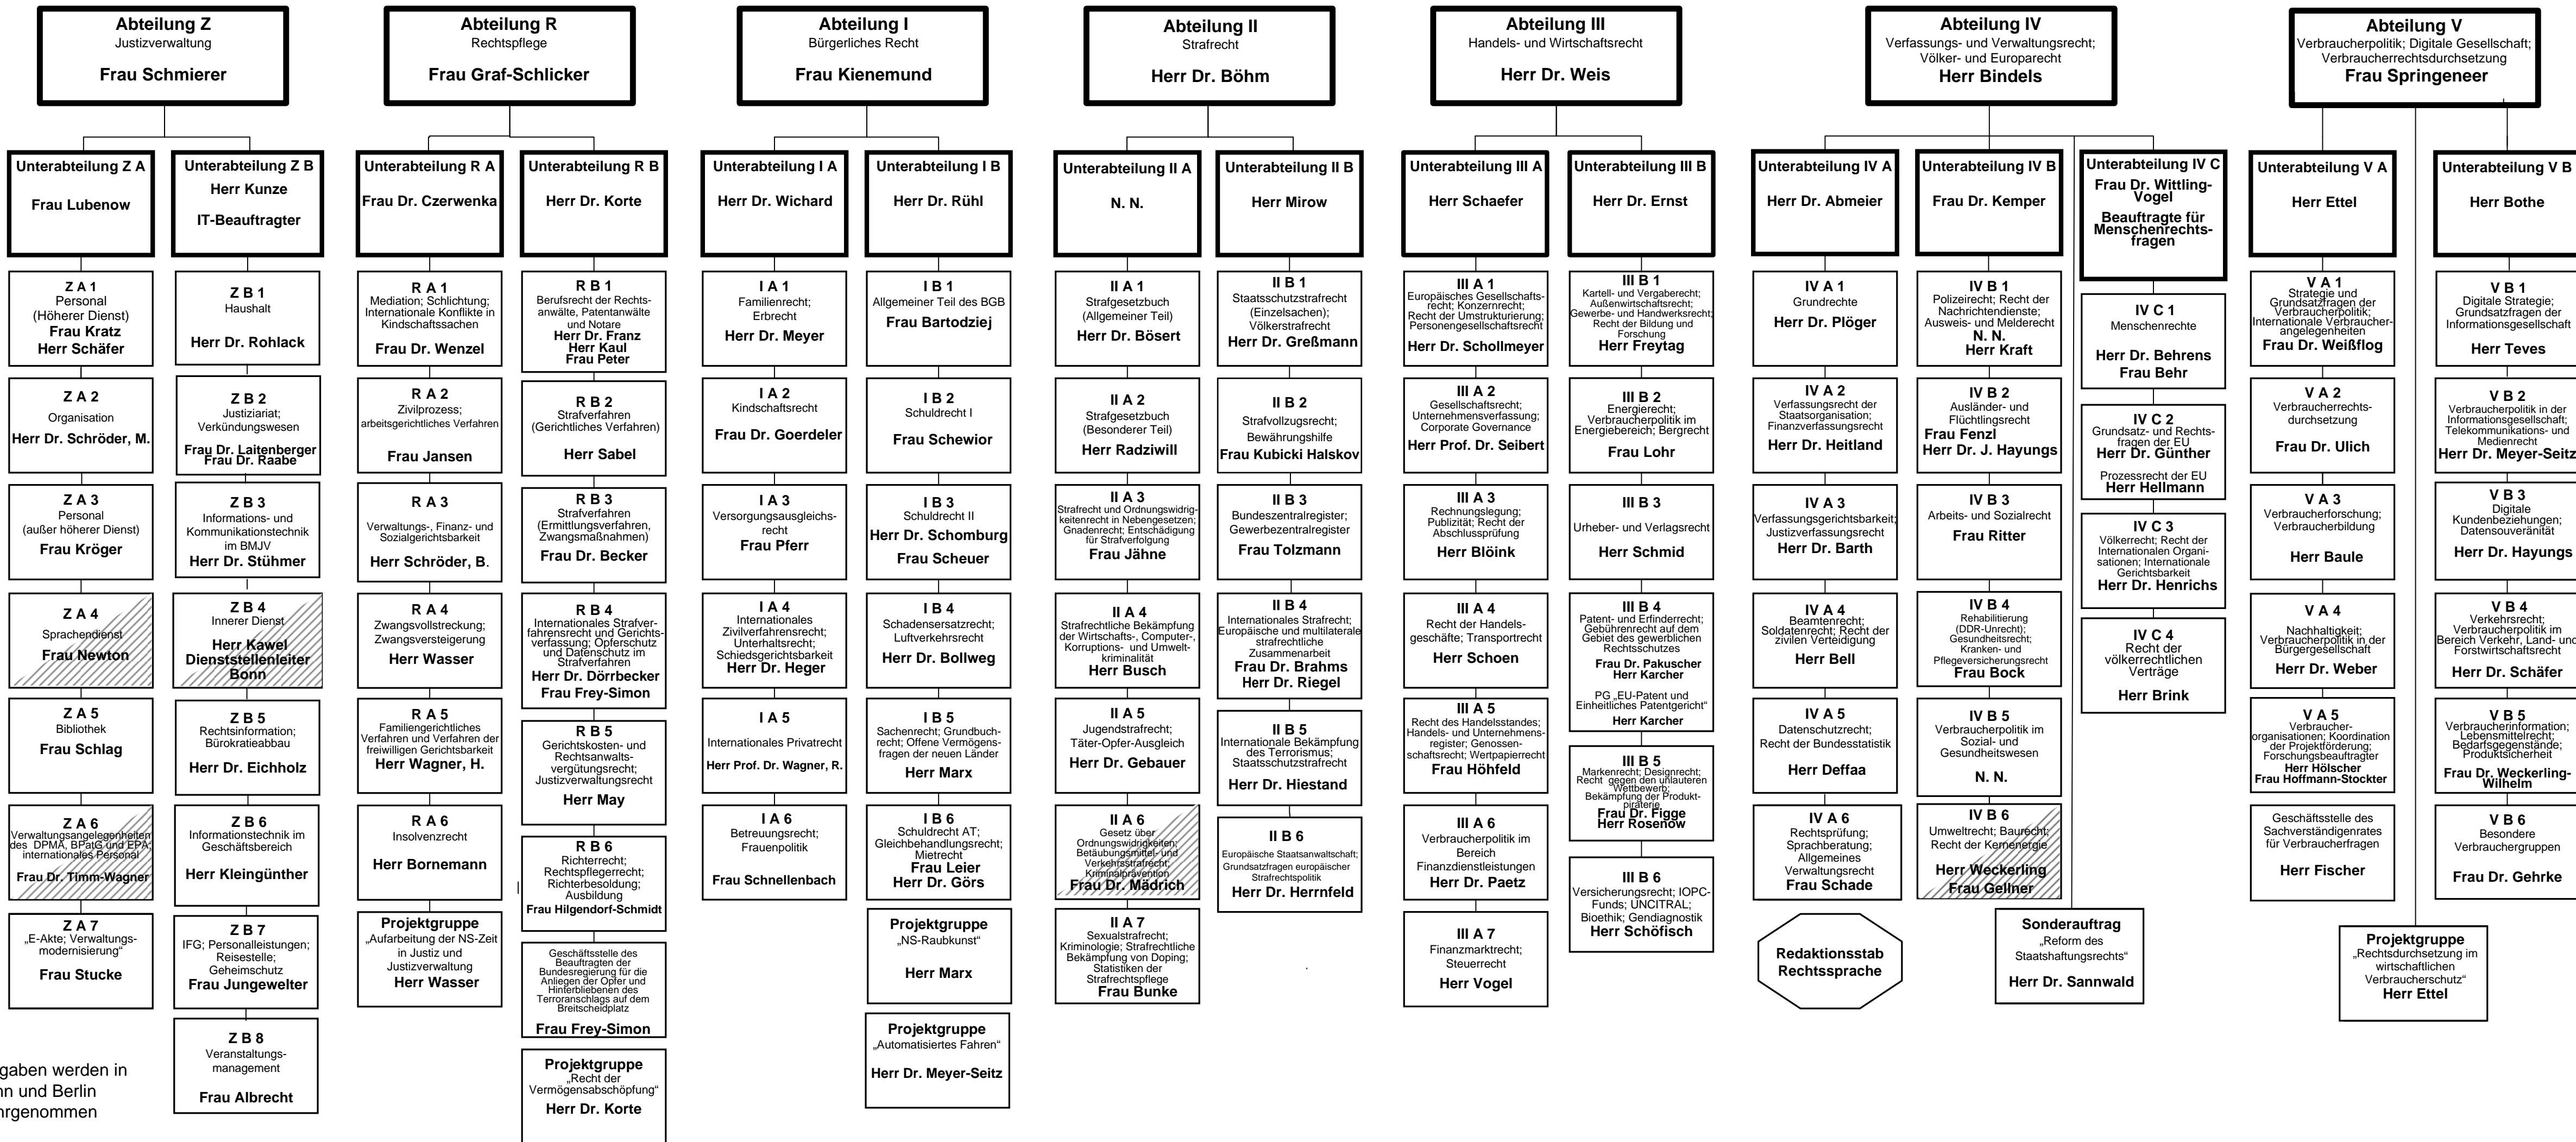 Abteilung Z
Justizverwaltung
Frau Schmierer
Unterabteilung Z A
Frau Lubenow
Z A 1
Personal
(Höherer Dienst)
Frau Kratz
Herr Schäfer
Z A 2
Organisation
Herr Dr. Schröder, M.
Z A 3
Personal
(außer höherer Dienst)
Frau Kröger
Z A 4
Sprachendienst
Frau Newton
Z A 5
Bibliothek
Frau Schlag
Z A 6
Verwaltungsangelegenheiten
des DPMA, BPatG und EPA;
internationales Personal
Frau Dr. Timm-Wagner
Z A 7
„E-Akte; Verwaltungs-
modernisierung“
Frau Stucke
Unterabteilung Z B
Herr Kunze
IT-Beauftragter
Z B 1
Haushalt
Herr Dr. Rohlack
Z B 2
Justiziariat;
Verkündungswesen
Frau Dr. Laitenberger
Frau Dr. Raabe
Z B 3
Informations- und
Kommunikationstechnik
im BMJV
Herr Dr. Stühmer
Z B 4
Innerer Dienst
Herr Kawel
Dienststellenleiter
Bonn
Z B 5
Rechtsinformation;
Bürokratieabbau
Herr Dr. Eichholz
Z B 6
Informationstechnik im
Geschäftsbereich
Herr Kleingünther
Z B 7
IFG; Personalleistungen;
Reisestelle;
Geheimschutz
Frau Jungewelter
Z B 8
Veranstaltungs-
management
Frau Albrecht
Abteilung R
Rechtspflege
Frau Graf-Schlicker
Unterabteilung R A
Frau Dr. Czerwenka
R A 1
Mediation; Schlichtung;
Internationale Konflikte in
Kindschaftssachen
Frau Dr. Wenzel
R A 2
Zivilprozess;
arbeitsgerichtliches Verfahren
Frau Jansen
R A 3
Verwaltungs-, Finanz- und
Sozialgerichtsbarkeit
Herr Schröder, B.
R A 4
Zwangsvollstreckung;
Zwangsversteigerung
Herr Wasser
R A 5
Familiengerichtliches
Verfahren und Verfahren der
freiwilligen Gerichtsbarkeit
Herr Wagner, H.
R A 6
Insolvenzrecht
Herr Bornemann
Projektgruppe
„Aufarbeitung der NS-Zeit
in Justiz und
Justizverwaltung
Herr Wasser
Unterabteilung R B
Herr Dr. Korte
R B 1
Berufsrecht der Rechts-
anwälte, Patentanwälte
und Notare
Herr Dr. Franz
Herr Kaul
Frau Peter
R B 2
Strafverfahren
(Gerichtliches Verfahren)
Herr Sabel
R B 3
Strafverfahren
(Ermittlungsverfahren,
Zwangsmaßnahmen)
Frau Dr. Becker
R B 4
Internationales Strafver-
fahrensrecht und Gerichts-
verfassung; Opferschutz
und Datenschutz im
Strafverfahren
Herr Dr. Dörrbecker
Frau Frey-Simon
R B 5
Gerichtskosten- und
Rechtsanwalts-
vergütungsrecht;
Justizverwaltungsrecht
Herr May
R B 6
Richterrecht;
Rechtspflegerrecht;
Richterbesoldung;
Ausbildung
Frau Hilgendorf-Schmidt
Geschäftsstelle des
Beauftragten der
Bundesregierung für die
Anliegen der Opfer und
Hinterbliebenen des
Terroranschlags auf dem
Breitscheidplatz
Frau Frey-Simon
Projektgruppe
„Recht der
Vermögensabschöpfung“
Herr Dr. Korte
Abteilung I
Bürgerliches Recht
Frau Kienemund
Unterabteilung I A
Herr Dr. Wichard
I A 1
Familienrecht;
Erbrecht
Herr Dr. Meyer
I A 2
Kindschaftsrecht
Frau Dr. Goerdeler
I A 3
Versorgungsausgleichs-
recht
Frau Pferr
I A 4
Internationales
Zivilverfahrensrecht;
Unterhaltsrecht;
Schiedsgerichtsbarkeit
Herr Dr. Heger
I A 5
Internationales Privatrecht
Herr Prof. Dr. Wagner, R.
I A 6
Betreuungsrecht;
Frauenpolitik
Frau Schnellenbach
Unterabteilung I B
Herr Dr. Rühl
I B 1
Allgemeiner Teil des BGB
Frau Bartodziej
I B 2
Schuldrecht I
Frau Schewior
I B 3
Schuldrecht II
Herr Dr. Schomburg
Frau Scheuer
I B 4
Schadensersatzrecht;
Luftverkehrsrecht
Herr Dr. Bollweg
I B 5
Sachenrecht; Grundbuch-
recht; Offene Vermögens-
fragen der neuen Länder
Herr Marx
I B 6
Schuldrecht AT;
Gleichbehandlungsrecht;
Mietrecht
Frau Leier
Herr Dr. Görs
Projektgruppe
„NS-Raubkunst“
Herr Marx
Projektgruppe
„Automatisiertes Fahren“
Herr Dr. Meyer-Seitz
Abteilung II
Strafrecht
Herr Dr. Böhm
Unterabteilung II A
N. N.
II A 1
Strafgesetzbuch
(Allgemeiner Teil)
Herr Dr. Bösert
II A 2
Strafgesetzbuch
(Besonderer Teil)
Herr Radziwill
II A 3
Strafrecht und Ordnungswidrig-
keitenrecht in Nebengesetzen;
Gnadenrecht; Entschädigung
für Strafverfolgung
Frau Jähne
II A 4
Strafrechtliche Bekämpfung
der Wirtschafts-, Computer-,
Korruptions- und Umwelt-
kriminalität
Herr Busch
II A 5
Jugendstrafrecht;
Täter-Opfer-Ausgleich
Herr Dr. Gebauer
II A 6
Gesetz über
Ordnungswidrigkeiten;
Betäubungsmittel- und
Verkehrsstrafrecht;
Kriminalprävention
Frau Dr. Mädrich
II A 7
Sexualstrafrecht;
Kriminologie; Strafrechtliche
Bekämpfung von Doping;
Statistiken der
Strafrechtspflege
Frau Bunke
Unterabteilung II B
Herr Mirow
II B 1
Staatsschutzstrafrecht
(Einzelsachen);
Völkerstrafrecht
Herr Dr. Greßmann
II B 2
Strafvollzugsrecht;
Bewährungshilfe
Frau Kubicki Halskov
II B 3
Bundeszentralregister;
Gewerbezentralregister
Frau Tolzmann
II B 4
Internationales Strafrecht;
Europäische und multilaterale
strafrechtliche
Zusammenarbeit
Frau Dr. Brahms
Herr Dr. Riegel
II B 5
Internationale Bekämpfung
des Terrorismus;
Staatsschutzstrafrecht
Herr Dr. Hiestand
II B 6
Europäische Staatsanwaltschaft;
Grundsatzfragen europäischer
Strafrechtspolitik
Herr Dr. Herrnfeld
Abteilung III
Handels- und Wirtschaftsrecht
Herr Dr. Weis
Unterabteilung III A
Herr Schaefer
III A 1
Europäisches Gesellschafts-
recht; Konzernrecht;
Recht der Umstrukturierung;
Personengesellschaftsrecht
Herr Dr. Schollmeyer
III A 2
Gesellschaftsrecht;
Unternehmensverfassung;
Corporate Governance
Herr Prof. Dr. Seibert
III A 3
Rechnungslegung;
Publizität; Recht der
Abschlussprüfung
Herr Blöink
III A 4
Recht der Handels-
geschäfte; Transportrecht
Herr Schoen
III A 5
Recht des Handelsstandes;
Handels- und Unternehmens-
register; Genossen-
schaftsrecht; Wertpapierrecht
Frau Höhfeld
III A 6
Verbraucherpolitik im
Bereich
Finanzdienstleistungen
Herr Dr. Paetz
III A 7
Finanzmarktrecht;
Steuerrecht
Herr Vogel
Unterabteilung III B
Herr Dr. Ernst
III B 1
Kartell- und Vergaberecht;
Außenwirtschaftsrecht;
Gewerbe- und Handwerksrecht;
Recht der Bildung und
Forschung
Herr Freytag
III B 2
Energierecht;
Verbraucherpolitik im
Energiebereich; Bergrecht
Frau Lohr
III B 3
Urheber- und Verlagsrecht
Herr Schmid
III B 4
Patent- und Erfinderrecht;
Gebührenrecht auf dem
Gebiet des gewerblichen
Rechtsschutzes
Frau Dr. Pakuscher
Herr Karcher
PG „EU-Patent und
Einheitliches Patentgericht“
Herr Karcher
III B 5
Markenrecht; Designrecht;
Recht gegen den unlauteren
Wettbewerb;
Bekämpfung der Produkt-
piraterie
Frau Dr. Figge
Herr Rosenow
III B 6
Versicherungsrecht; IOPC-
Funds; UNCITRAL;
Bioethik; Gendiagnostik
Herr Schöfisch
Abteilung IV
Verfassungs- und Verwaltungsrecht;
Völker- und Europarecht
Herr Bindels
Unterabteilung IV A
Herr Dr. Abmeier
IV A 1
Grundrechte
Herr Dr. Plöger
IV A 2
Verfassungsrecht der
Staatsorganisation;
Finanzverfassungsrecht
Herr Dr. Heitland
IV A 3
Verfassungsgerichtsbarkeit;
Justizverfassungsrecht
Herr Dr. Barth
IV A 4
Beamtenrecht;
Soldatenrecht; Recht der
zivilen Verteidigung
Herr Bell
IV A 5
Datenschutzrecht;
Recht der Bundesstatistik
Herr Deffaa
IV A 6
Rechtsprüfung;
Sprachberatung;
Allgemeines
Verwaltungsrecht
Frau Schade
Redaktionsstab
Rechtssprache
Unterabteilung IV B
Frau Dr. Kemper
IV B 1
Polizeirecht; Recht der
Nachrichtendienste;
Ausweis- und Melderecht
N. N.
Herr Kraft
IV B 2
Ausländer- und
Flüchtlingsrecht
Frau Fenzl
Herr Dr. J. Hayungs
IV B 3
Arbeits- und Sozialrecht
Frau Ritter
IV B 4
Rehabilitierung
(DDR-Unrecht);
Gesundheitsrecht;
Kranken- und
Pflegeversicherungsrecht
Frau Bock
IV B 5
Verbraucherpolitik im
Sozial- und
Gesundheitswesen
N. N.
IV B 6
Umweltrecht; Baurecht;
Recht der Kernenergie
Herr Weckerling
Frau Gellner
Sonderauftrag
„Reform des
Staatshaftungsrechts“
Herr Dr. Sannwald
Unterabteilung IV C
Frau Dr. Wittling-
Vogel
Beauftragte für
Menschenrechts-
fragen
IV C 1
Menschenrechte
Herr Dr. Behrens
Frau Behr
IV C 2
Grundsatz- und Rechts-
fragen der EU
Herr Dr. Günther
Prozessrecht der EU
Herr Hellmann
IV C 3
Völkerrecht; Recht der
Internationalen Organi-
sationen; Internationale
Gerichtsbarkeit
Herr Dr. Henrichs
IV C 4
Recht der
völkerrechtlichen
Verträge
Herr Brink
Abteilung V
Verbraucherpolitik; Digitale Gesellschaft;
Verbraucherrechtsdurchsetzung
Frau Springeneer
Unterabteilung V A
Herr Ettel
V A 1
Strategie und
Grundsatzfragen der
Verbraucherpolitik;
Internationale Verbraucher-
angelegenheiten
Frau Dr. Weißflog
V A 2
Verbraucherrechts-
durchsetzung
Frau Dr. Ulich
V A 3
Verbraucherforschung;
Verbraucherbildung
Herr Baule
V A 4
Nachhaltigkeit;
Verbraucherpolitik in der
Bürgergesellschaft
Herr Dr. Weber
V A 5
Verbraucher-
organisationen; Koordination
der Projektförderung;
Forschungsbeauftragter
Herr Hölscher
Frau Hoffmann-Stockter
Geschäftsstelle des
Sachverständigenrates
für Verbraucherfragen
Herr Fischer
Projektgruppe
„Rechtsdurchsetzung im
wirtschaftlichen
Verbraucherschutz“
Herr Ettel
Unterabteilung V B
Herr Bothe
V B 1
Digitale Strategie;
Grundsatzfragen der
Informationsgesellschaft
Herr Teves
V B 2
Verbraucherpolitik in der
Informationsgesellschaft;
Telekommunikations- und
Medienrecht
Herr Dr. Meyer-Seitz
V B 3
Digitale
Kundenbeziehungen;
Datensouveränität
Herr Dr. Hayungs
V B 4
Verkehrsrecht;
Verbraucherpolitik im
Bereich Verkehr, Land- und
Forstwirtschaftsrecht
Herr Dr. Schäfer
V B 5
Verbraucherinformation;
Lebensmittelrecht;
Bedarfsgegenstände;
Produktsicherheit
Frau Dr. Weckerling-
Wilhelm
V B 6
Besondere
Verbrauchergruppen
Frau Dr. Gehrke
gaben werden in
nn und Berlin
hrgenommen